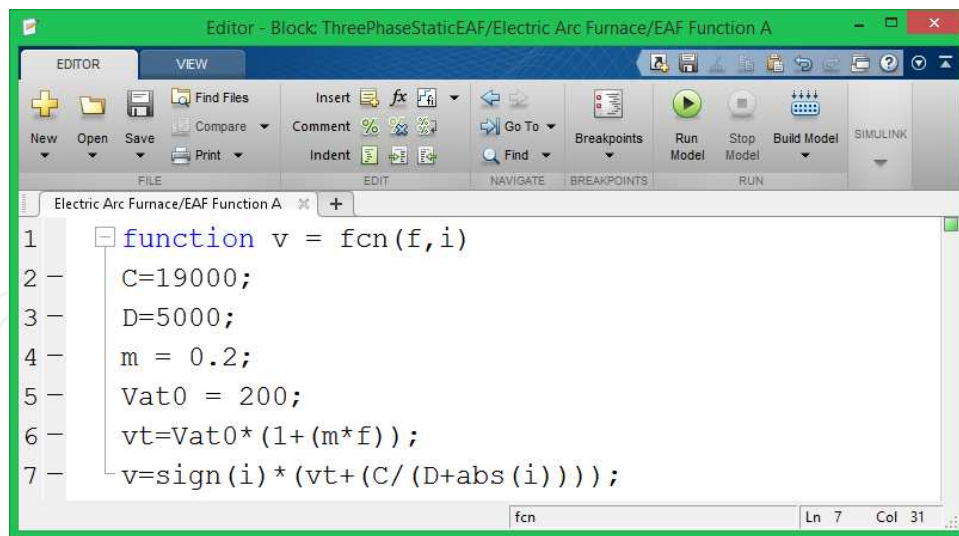 Editor - Block: ThreePhaseStaticEAF/Electric Arc Furnace/EAF Function A
EDITOR VIEW
New Open Save Find Files Compare Print
Insert Comment Indent fx
Go To Find
Breakpoints
Run Model Stop Model Build Model
SIMULINK
FILE EDIT NAVIGATE BREAKPOINTS RUN
Electric Arc Furnace/EAF Function A
1 function v = fcn(f,i)
2 C=19000;
3 D=5000;
4 m = 0.2;
5 Vat0 = 200;
6 vt=Vat0*(1+(m*f));
7 v=sign(i)*(vt+(C/(D+abs(i))));
fcn Ln 7 Col 31